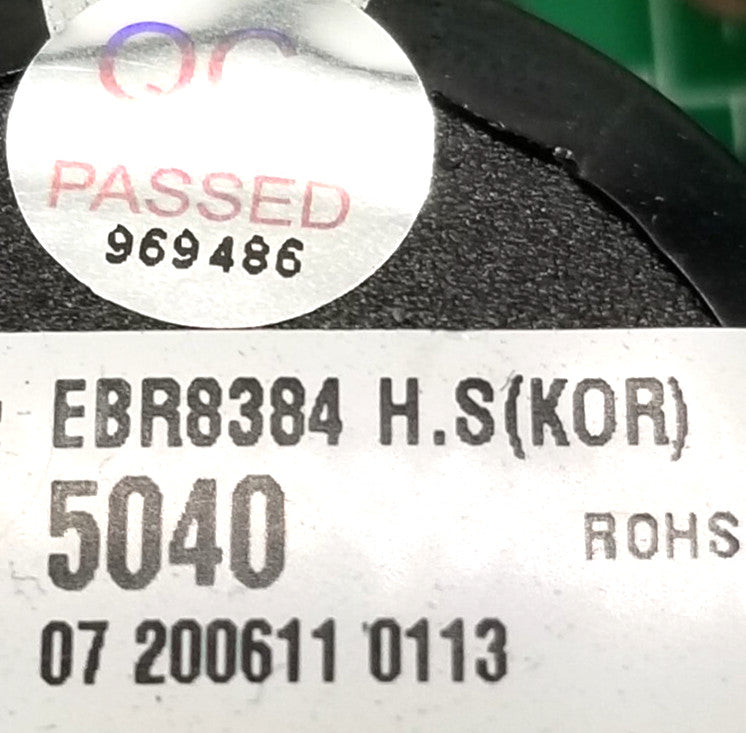 QC
PASSED
969486
EBR8384 H.S(KOR)
5040
ROHS
07 200611 0113